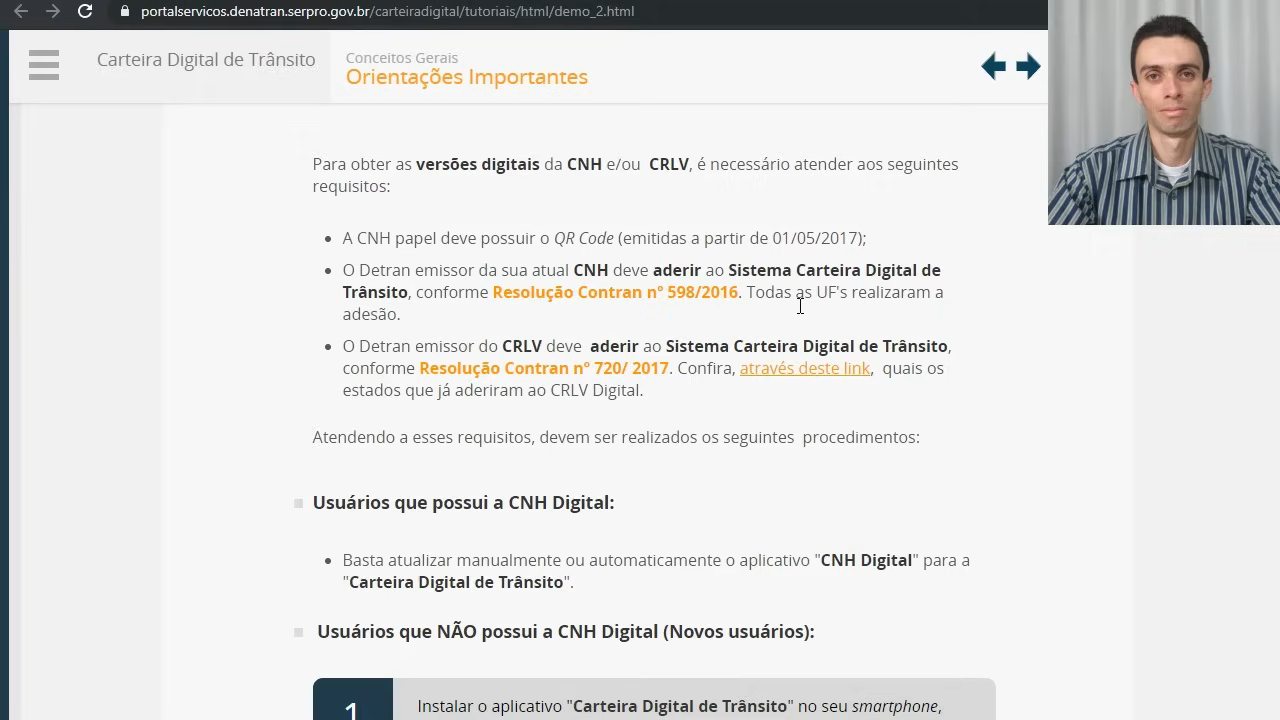 portalservicos.denatran.serpro.gov.br/carteiradigital/tutoriais/html/demo_2.html
Carteira Digital de Trânsito
Conceitos Gerais
Orientações Importantes
Para obter as versões digitais da CNH e/ou CRLV, é necessário atender aos seguintes
requisitos:
A CNH papel deve possuir o QR Code (emitidas a partir de 01/05/2017);
O Detran emissor da sua atual CNH deve aderir ao Sistema Carteira Digital de
Trânsito, conforme Resolução Contran nº 598/2016. Todas as UF's realizaram a
adesão.
O Detran emissor do CRLV deve aderir ao Sistema Carteira Digital de Trânsito,
conforme Resolução Contran nº 720/ 2017. Confira, através deste link, quais os
estados que já aderiram ao CRLV Digital.
Atendendo a esses requisitos, devem ser realizados os seguintes procedimentos:
Usuários que possui a CNH Digital:
Basta atualizar manualmente ou automaticamente o aplicativo "CNH Digital" para a
"Carteira Digital de Trânsito".
Usuários que NÃO possui a CNH Digital (Novos usuários):
1
Instalar o aplicativo "Carteira Digital de Trânsito" no seu smartphone,